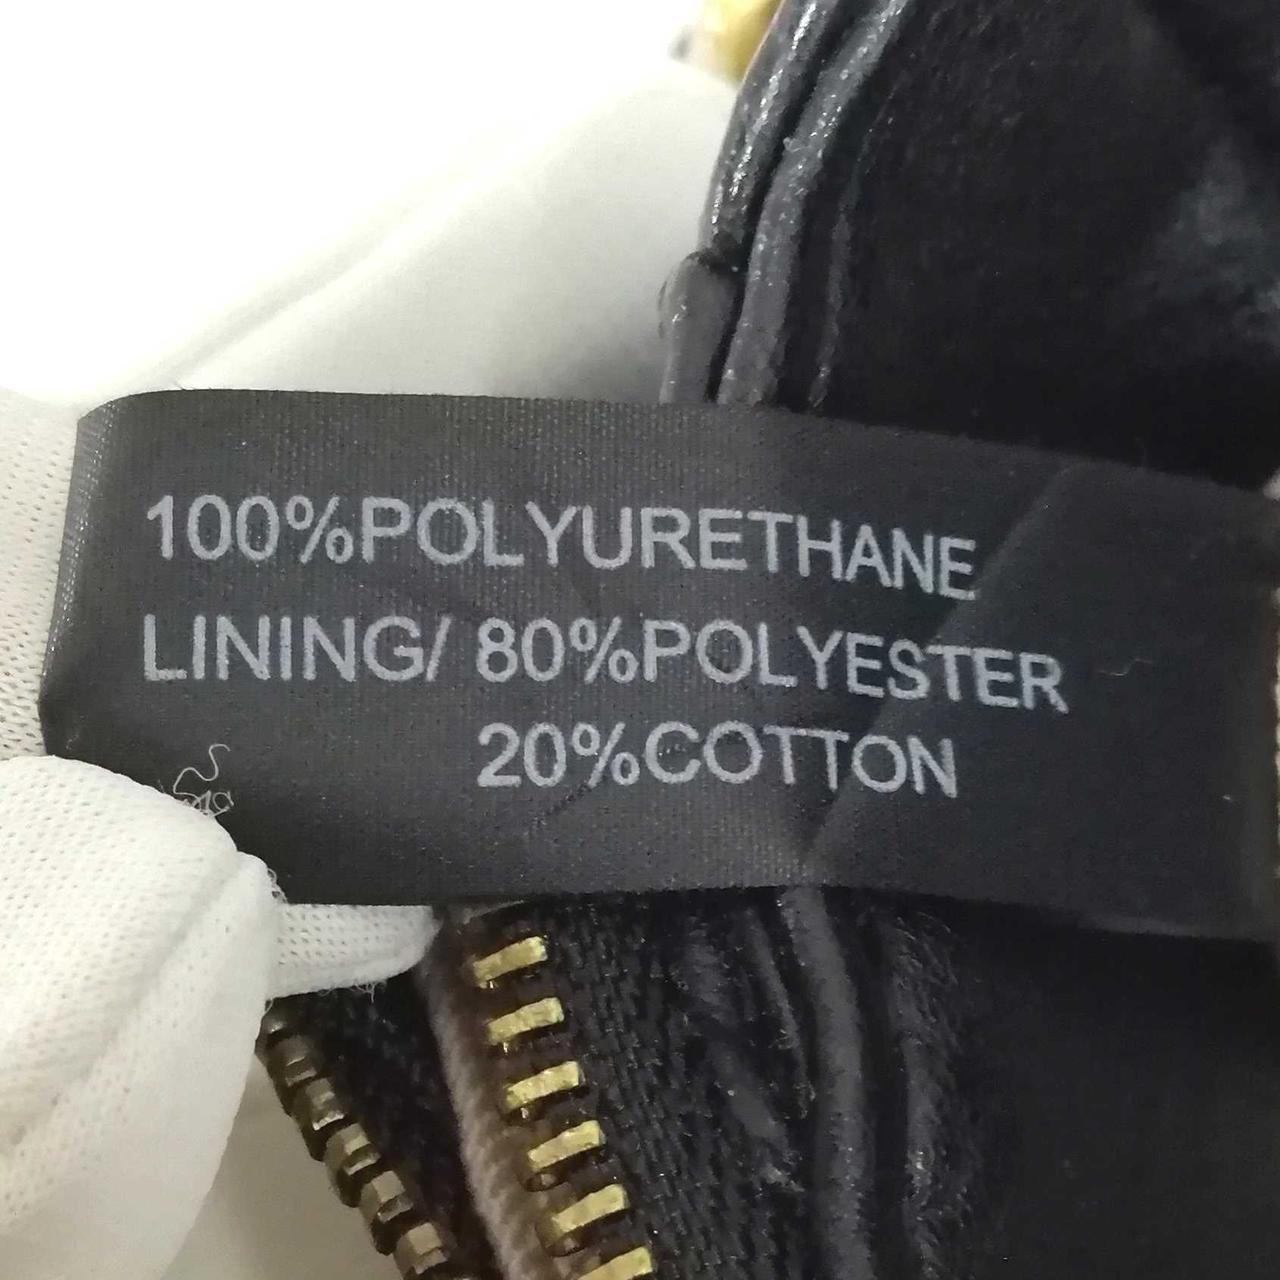 100%POLYURETHANE
LINING/ 80%POLYESTER
20%COTTON